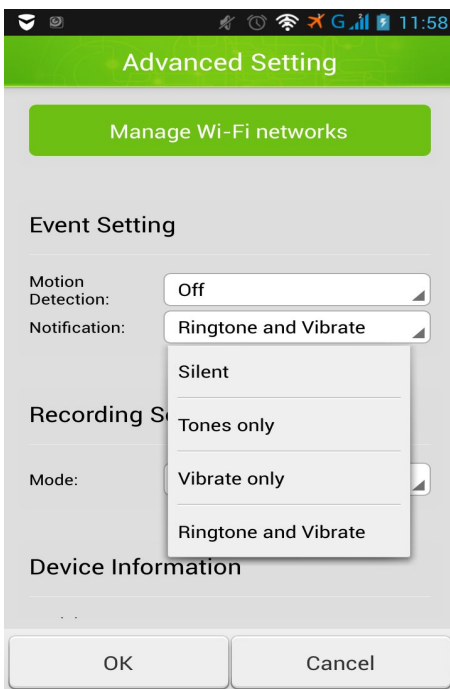 G 11:58
Advanced Setting
Manage Wi-Fi networks
Event Setting
Motion
Detection:
Off
Notification:
Ringtone and Vibrate
Silent
Tones only
Recording S
Vibrate only
Mode:
Ringtone and Vibrate
Device Information
OK
Cancel